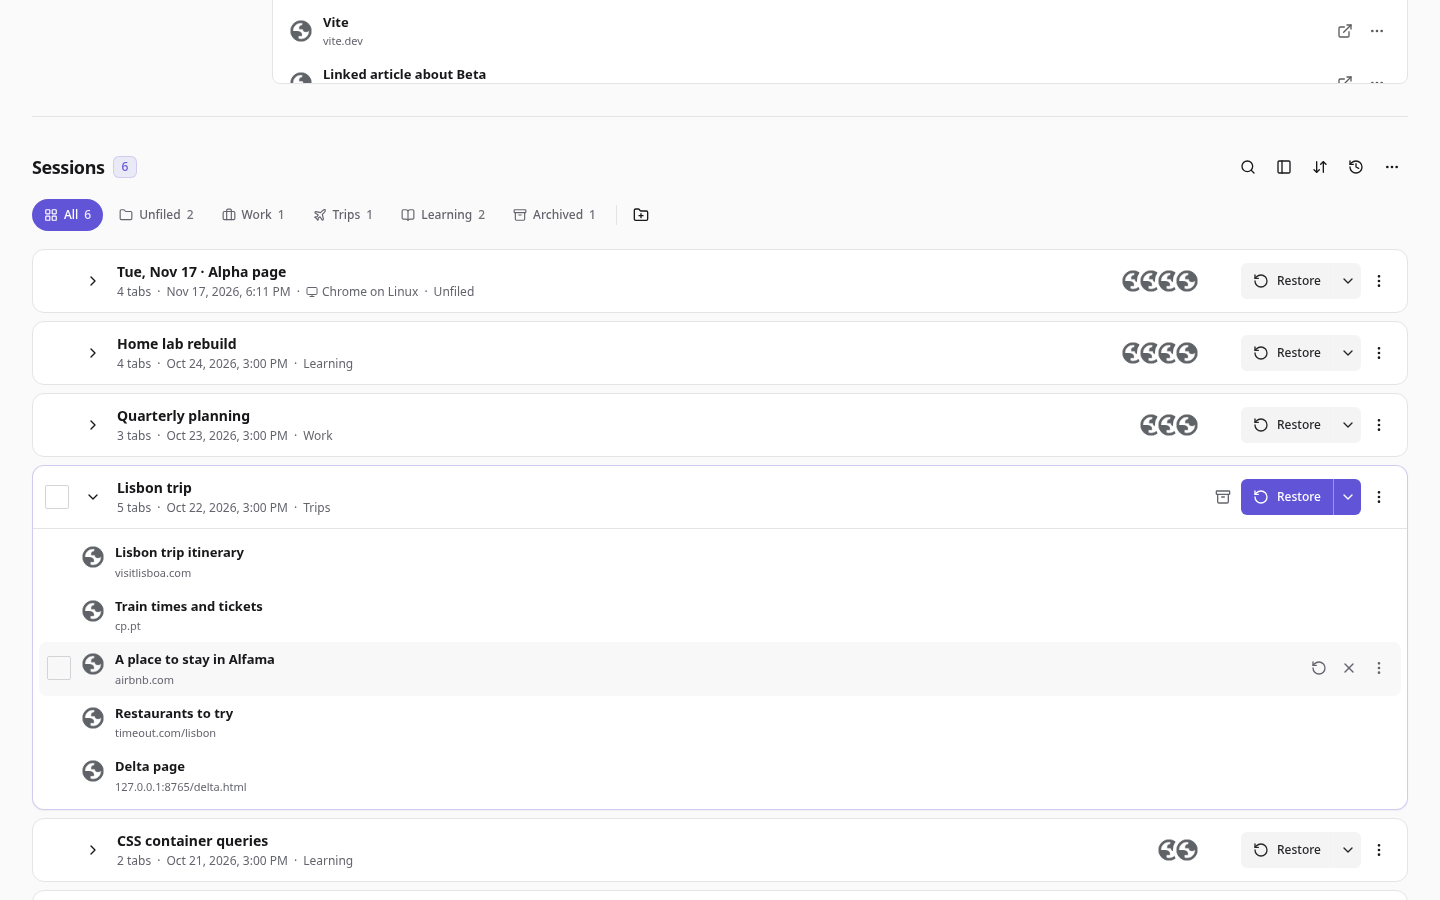 Vite
vite.dev
Linked article about Beta
Sessions 6
All 6 Unfiled 2 Work 1 Trips 1 Learning 2 Archived 1
Tue, Nov 17 · Alpha page
4 tabs · Nov 17, 2026, 6:11 PM · Chrome on Linux · Unfiled
Restore
Home lab rebuild
4 tabs · Oct 24, 2026, 3:00 PM · Learning
Restore
Quarterly planning
3 tabs · Oct 23, 2026, 3:00 PM · Work
Restore
Lisbon trip
5 tabs · Oct 22, 2026, 3:00 PM · Trips
Restore
Lisbon trip itinerary
visitlisboa.com
Train times and tickets
cp.pt
A place to stay in Alfama
airbnb.com
Restaurants to try
timeout.com/lisbon
Delta page
127.0.0.1:8765/delta.html
CSS container queries
2 tabs · Oct 21, 2026, 3:00 PM · Learning
Restore